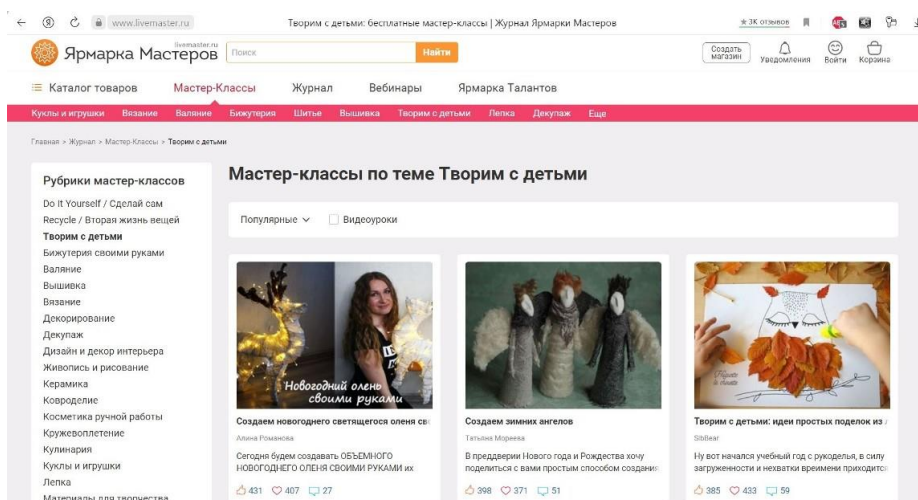 www.livemaster.ru
Творим с детьми: бесплатные мастер-классы | Журнал Ярмарки Мастеров
★ 3К отзывов
livemaster.ru
Ярмарка Мастеров
Поиск
Найти
Создать магазин
Уведомления
Войти
Корзина
Каталог товаров
Мастер-Классы
Журнал
Вебинары
Ярмарка Талантов
Куклы и игрушки
Вязание
Валяние
Бижутерия
Шитье
Вышивка
Творим с детьми
Лепка
Декупаж
Еще
Главная > Журнал > Мастер-Классы > Творим с детьми
Рубрики мастер-классов
Do It Yourself / Сделай сам
Recycle / Вторая жизнь вещей
Творим с детьми
Бижутерия своими руками
Валяние
Вышивка
Вязание
Декорирование
Декупаж
Дизайн и декор интерьера
Живопись и рисование
Керамика
Ковроделие
Косметика ручной работы
Кружевоплетение
Кулинария
Куклы и игрушки
Лепка
Материалы для творчества
Мастер-классы по теме Творим с детьми
Популярные
Видеоуроки
Новогодний олень
своими руками
Создаем новогоднего светящегося оленя св
Алина Романова
Сегодня будем создавать ОБЪЕМНОГО
НОВОГОДНЕГО ОЛЕНЯ СВОИМИ РУКАМИ их
431 407 27
Создаем зимних ангелов
Татьяна Мореева
В преддверии Нового года и Рождества хочу
поделиться с вами простым способом создания
398 371 51
Творим с детьми: идеи простых поделок из
SibBear
Ну вот начался учебный год с рукоделья, в силу
загруженности и нехватки времеми приходится
385 433 59